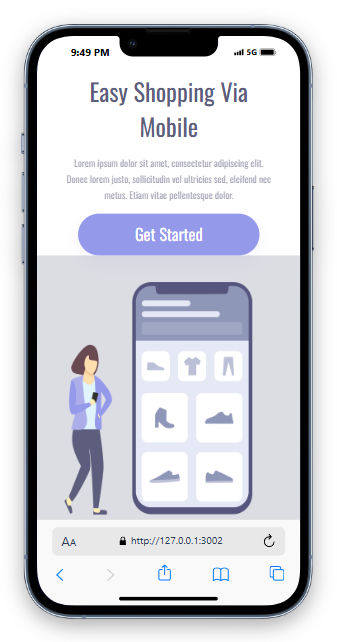 9:49 PM 5G
Easy Shopping Via
Mobile
Lorem ipsum dolor sit amet, consectetur adipiscing elit.
Donec lorem justo, sollicitudin vel ultricies sed, eleifend nec
metus. Etiam vitae pellentesque dolor.
Get Started
AA http://127.0.0.1:3002